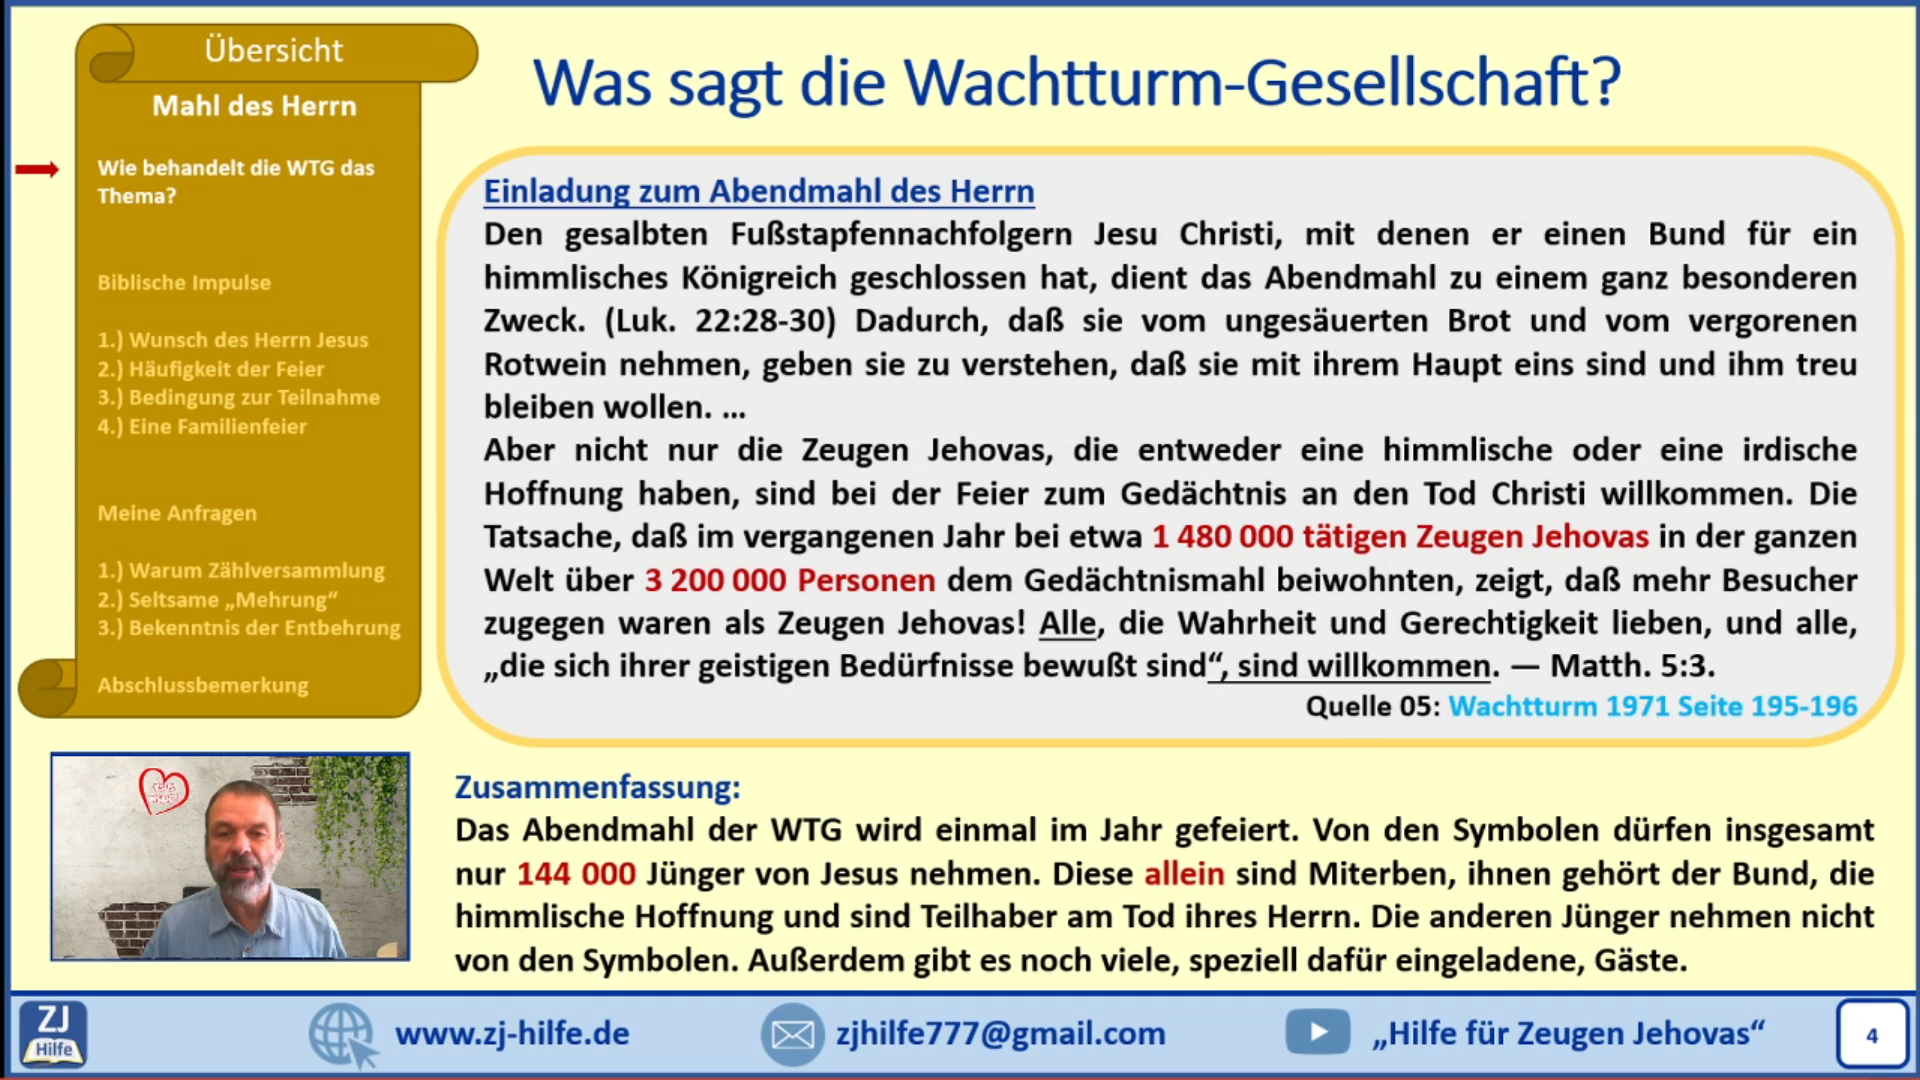 Übersicht
Mahl des Herrn
Wie behandelt die WTG das
Thema?
Biblische Impulse
1.) Wunsch des Herrn Jesus
2.) Häufigkeit der Feier
3.) Bedingung zur Teilnahme
4.) Eine Familienfeier
Meine Anfragen
1.) Warum Zählversammlung
2.) Seltsame „Mehrung“
3.) Bekenntnis der Entbehrung
Abschlussbemerkung
Was sagt die Wachtturm-Gesellschaft?
Einladung zum Abendmahl des Herrn
Den gesalbten Fußstapfennachfolgern Jesu Christi, mit denen er einen Bund für ein
himmlisches Königreich geschlossen hat, dient das Abendmahl zu einem ganz besonderen
Zweck. (Luk. 22:28-30) Dadurch, daß sie vom ungesäuerten Brot und vom vergorenen
Rotwein nehmen, geben sie zu verstehen, daß sie mit ihrem Haupt eins sind und ihm treu
bleiben wollen. ...
Aber nicht nur die Zeugen Jehovas, die entweder eine himmlische oder eine irdische
Hoffnung haben, sind bei der Feier zum Gedächtnis an den Tod Christi willkommen. Die
Tatsache, daß im vergangenen Jahr bei etwa 1 480 000 tätigen Zeugen Jehovas in der ganzen
Welt über 3 200 000 Personen dem Gedächtnismahl beiwohnten, zeigt, daß mehr Besucher
zugegen waren als Zeugen Jehovas! Alle, die Wahrheit und Gerechtigkeit lieben, und alle,
„die sich ihrer geistigen Bedürfnisse bewußt sind“, sind willkommen. — Matth. 5:3.
Quelle 05: Wachtturm 1971 Seite 195-196
Zusammenfassung:
Das Abendmahl der WTG wird einmal im Jahr gefeiert. Von den Symbolen dürfen insgesamt
nur 144 000 Jünger von Jesus nehmen. Diese allein sind Miterben, ihnen gehört der Bund, die
himmlische Hoffnung und sind Teilhaber am Tod ihres Herrn. Die anderen Jünger nehmen nicht
von den Symbolen. Außerdem gibt es noch viele, speziell dafür eingeladene, Gäste.
ZJ
Hilfe
www.zj-hilfe.de
zjhilfe777@gmail.com
„Hilfe für Zeugen Jehovas“
4